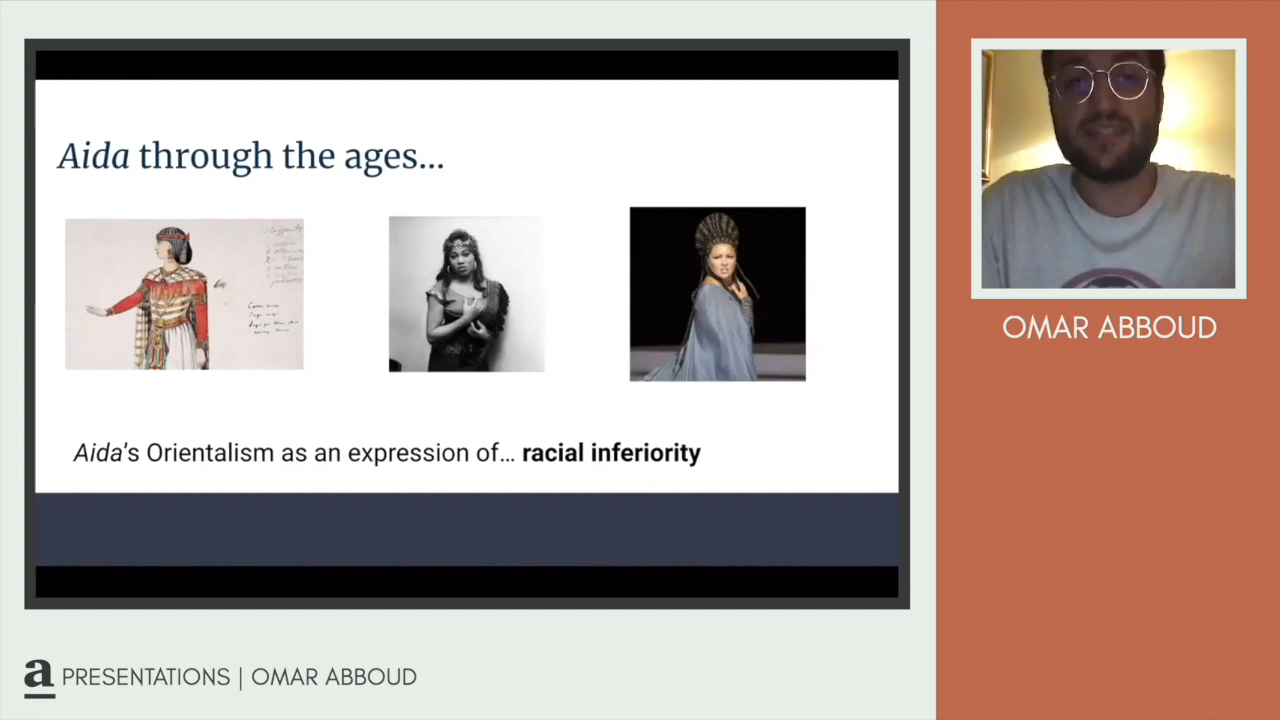 Aida through the ages...
Aida's Orientalism as an expression of... racial inferiority
OMAR ABBOUD
a PRESENTATIONS | OMAR ABBOUD